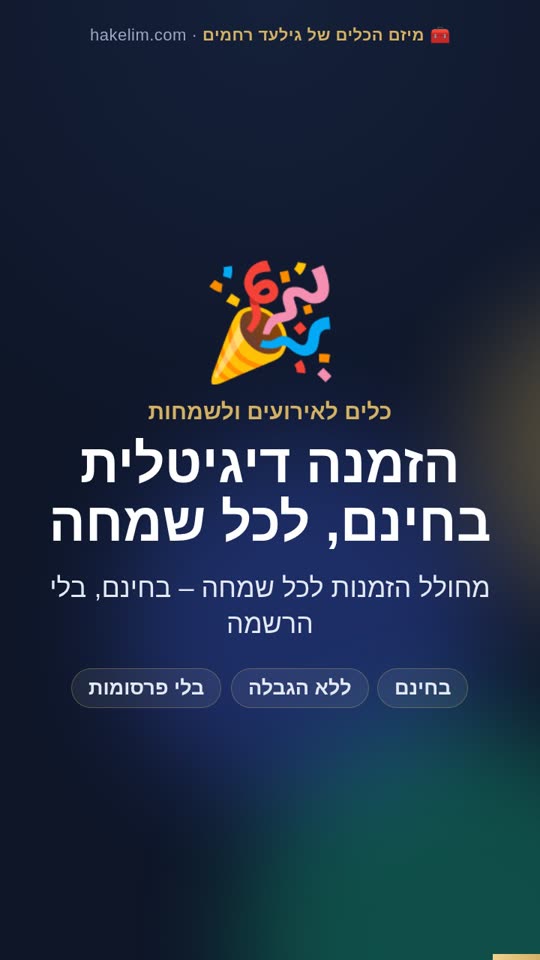 🧰 מיזם הכלים של גילעד רחמים · hakelim.com
כלים לאירועים ולשמחות
הזמנה דיגיטלית
בחינם, לכל שמחה
מחולל הזמנות לכל שמחה – בחינם, בלי
הרשמה
בחינם
ללא הגבלה
בלי פרסומות